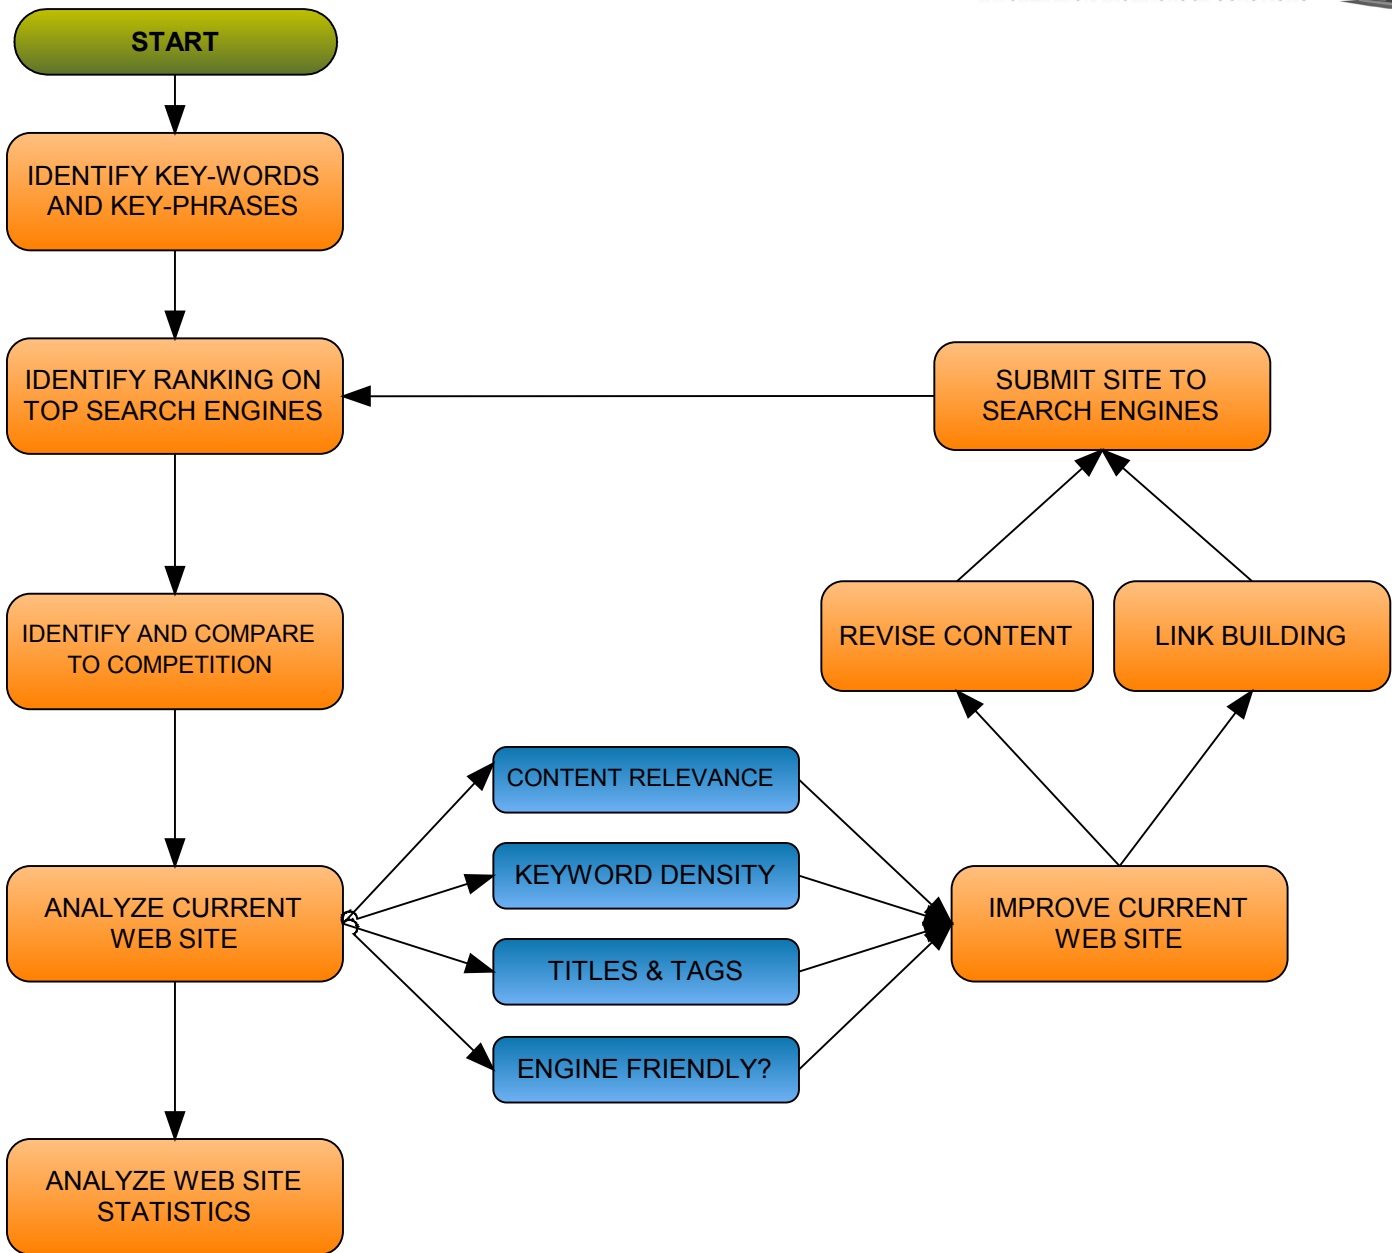 START
IDENTIFY KEY-WORDS
AND KEY-PHRASES
IDENTIFY RANKING ON
TOP SEARCH ENGINES
SUBMIT SITE TO
SEARCH ENGINES
IDENTIFY AND COMPARE
TO COMPETITION
REVISE CONTENT
LINK BUILDING
CONTENT RELEVANCE
KEYWORD DENSITY
TITLES & TAGS
ENGINE FRIENDLY?
ANALYZE CURRENT
WEB SITE
IMPROVE CURRENT
WEB SITE
ANALYZE WEB SITE
STATISTICS